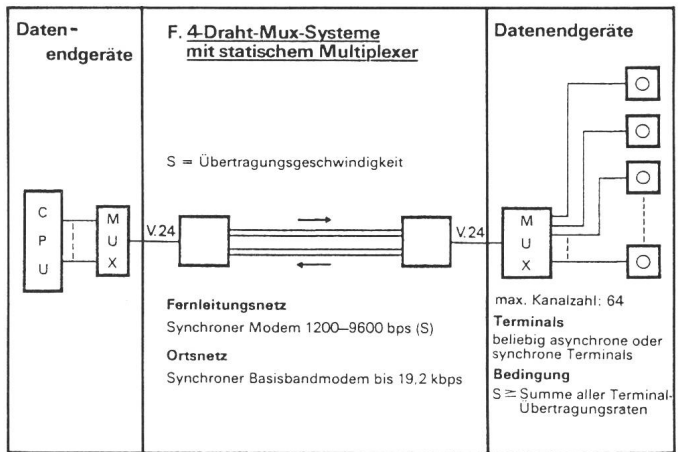 Daten-
endgeräte
F. 4-Draht-Mux-Systeme
mit statischem Multiplexer
S = Übertragungsgeschwindigkeit
C
P
U
M
U
X
V.24
V.24
Fernleitungsnetz
Synchroner Modem 1200–9600 bps (S)
Ortsnetz
Synchroner Basisbandmodem bis 19,2 kbps
Datenendgeräte
M
U
X
max. Kanalzahl: 64
Terminals
beliebig asynchrone oder
synchrone Terminals
Bedingung
S ≥ Summe aller Terminal-
Übertragungsraten